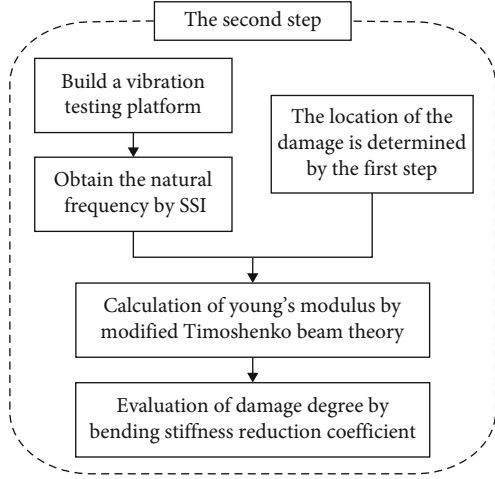 The second step
Build a vibration
testing platform
Obtain the natural
frequency by SSI
The location of the
damage is determined
by the first step
Calculation of young's modulus by
modified Timoshenko beam theory
Evaluation of damage degree by
bending stiffness reduction coefficient